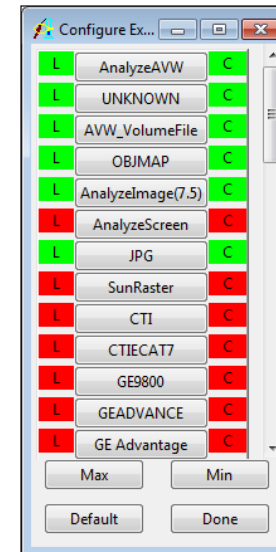 Configure Ex...
L AnalyzeAVW C
L UNKNOWN C
L AVW_VolumeFile C
L OBJMAP C
L AnalyzeImage(7.5) C
L AnalyzeScreen C
L JPG C
L SunRaster C
L CTI C
L CTIECAT7 C
L GE9800 C
L GEADVANCE C
L GE Advantage C
Max Min
Default Done